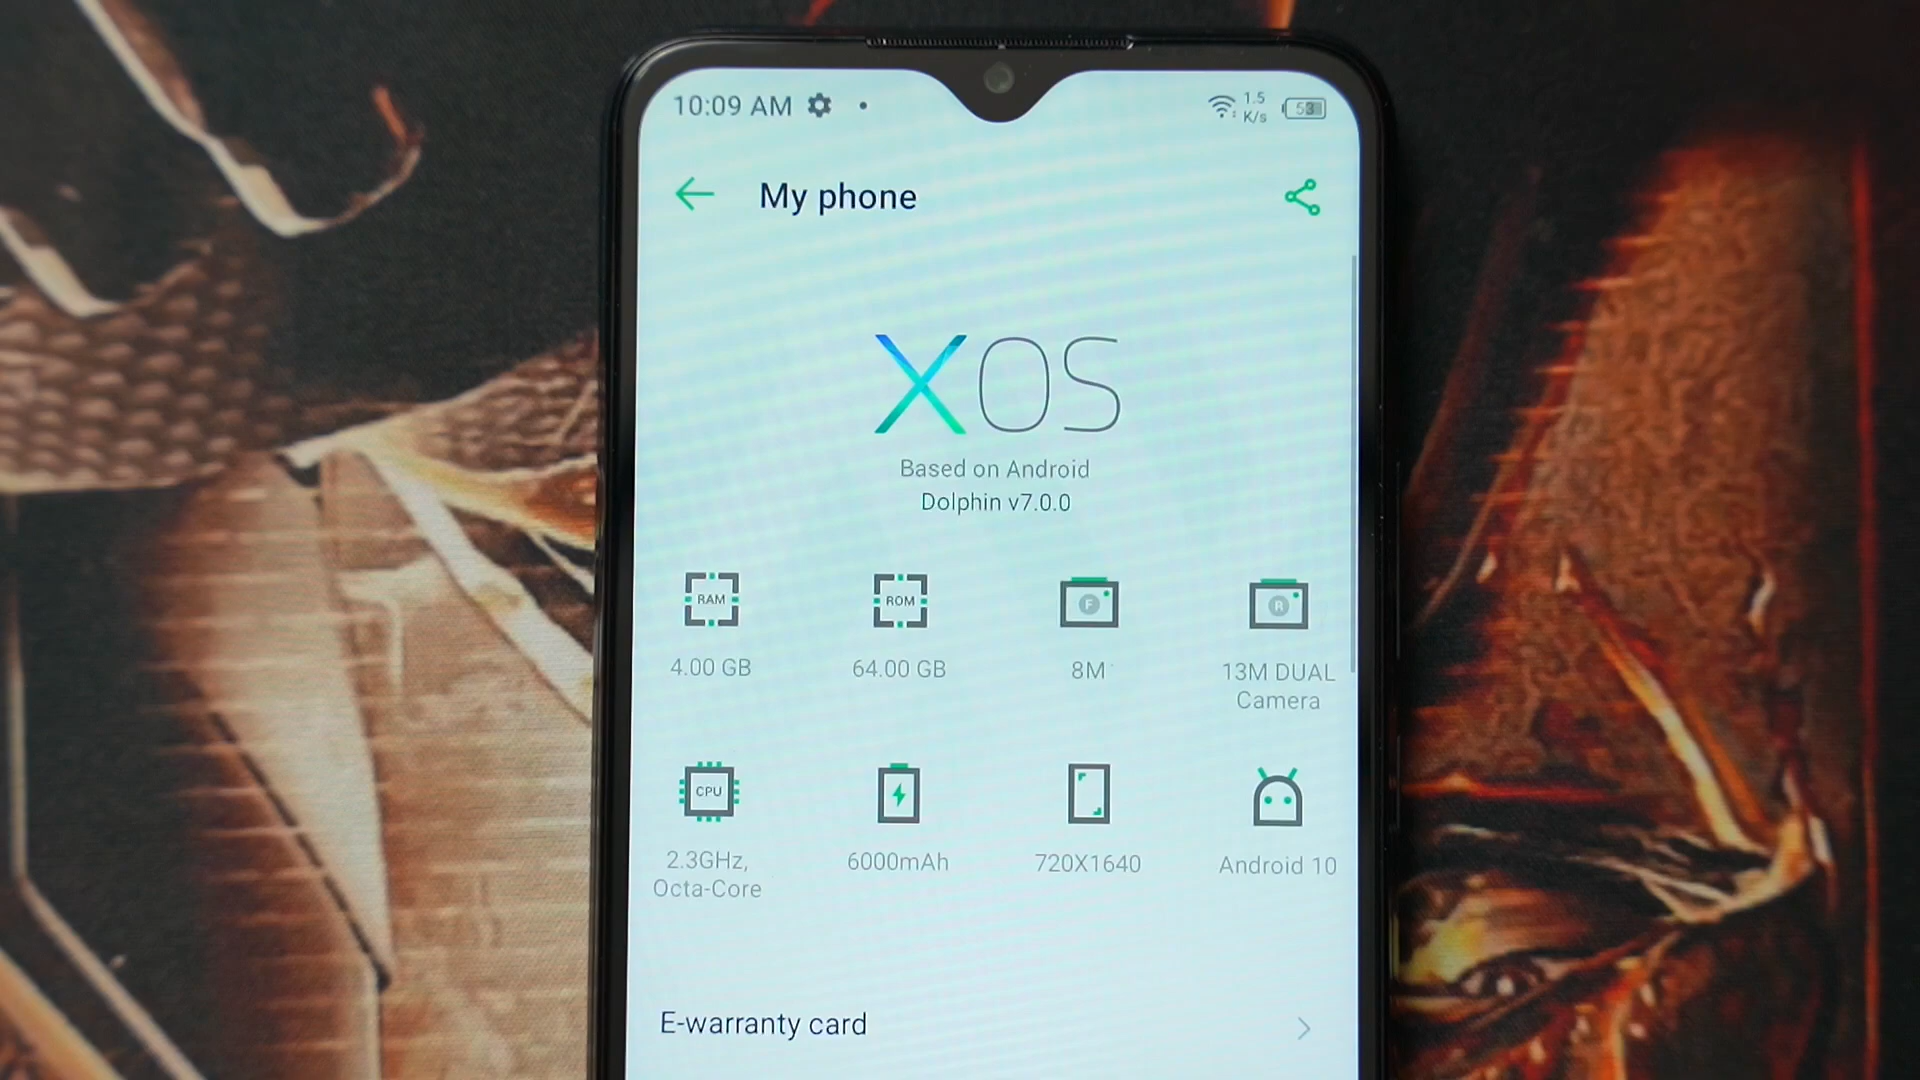 10:09 AM
1.5
K/s
53
My phone
XOS
Based on Android
Dolphin v7.0.0
RAM
ROM
F
R
4.00 GB
64.00 GB
8M
13M DUAL
Camera
CPU
2.3GHz,
Octa-Core
6000mAh
720X1640
Android 10
E-warranty card